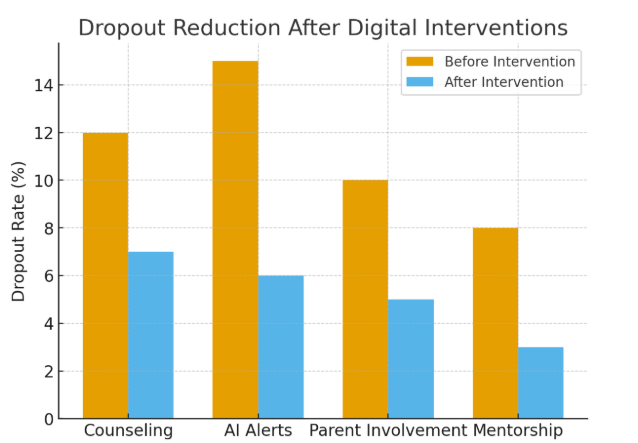 Dropout Reduction After Digital Interventions
Before Intervention
After Intervention
Dropout Rate (%)
14
12
10
8
6
4
2
0
Counseling
AI Alerts
Parent Involvement
Mentorship